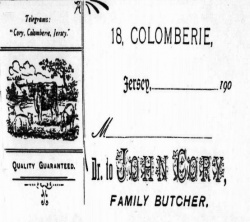 Telegrams:
"Cory, Colomberie, Jersey."
QUALITY GUARANTEED.
18, COLOMBERIE,
Jersey, 190
M
Dr. to JOHN CORY,
FAMILY BUTCHER,